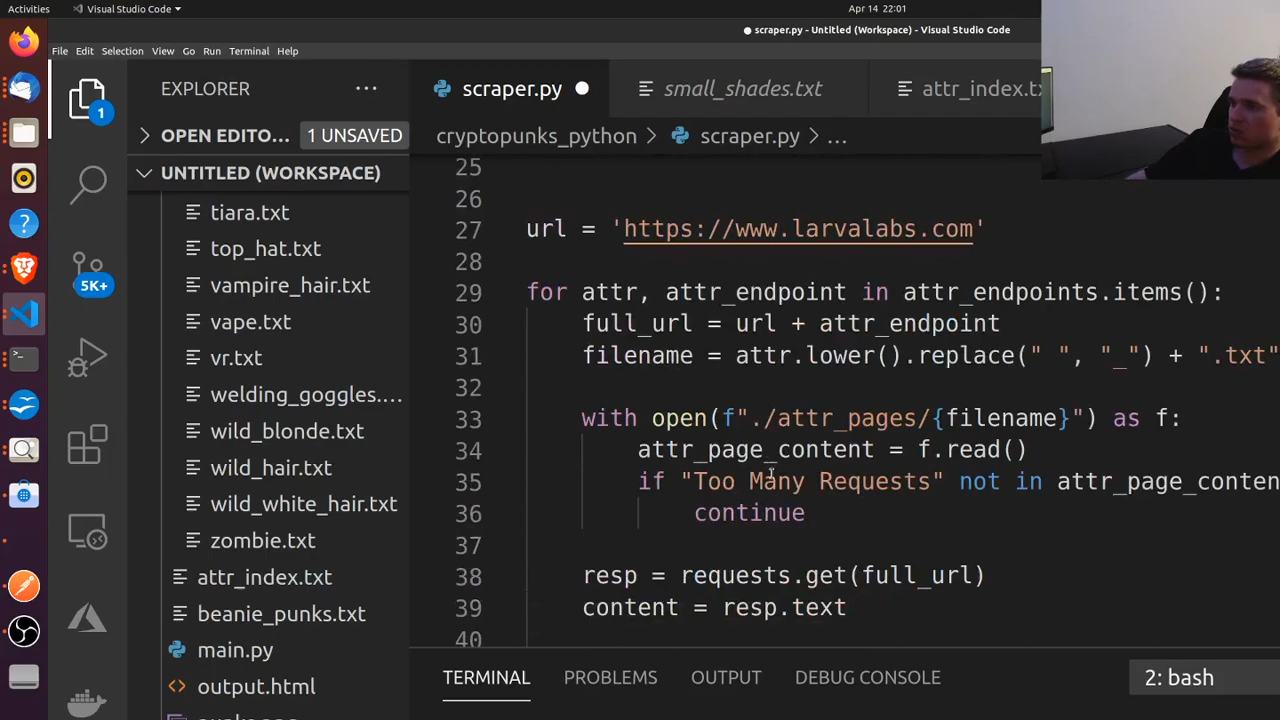 Activities
Visual Studio Code
Apr 14 22:01
scraper.py - Untitled (Workspace) - Visual Studio Code
File Edit Selection View Go Run Terminal Help
EXPLORER
1
OPEN EDITO...
1 UNSAVED
UNTITLED (WORKSPACE)
tiara.txt
top_hat.txt
vampire_hair.txt
5K+
vape.txt
vr.txt
welding_goggles....
wild_blonde.txt
wild_hair.txt
wild_white_hair.txt
zombie.txt
attr_index.txt
beanie_punks.txt
main.py
output.html
scraper.py
small_shades.txt
attr_index.tx
cryptopunks_python > scraper.py > ...
25
26
27 url = 'https://www.larvalabs.com'
28
29 for attr, attr_endpoint in attr_endpoints.items():
30 full_url = url + attr_endpoint
31 filename = attr.lower().replace(" ", "_") + ".txt"
32
33 with open(f"./attr_pages/{filename}") as f:
34 attr_page_content = f.read()
35 if "Too Many Requests" not in attr_page_conten
36 continue
37
38 resp = requests.get(full_url)
39 content = resp.text
40
TERMINAL PROBLEMS OUTPUT DEBUG CONSOLE
2: bash